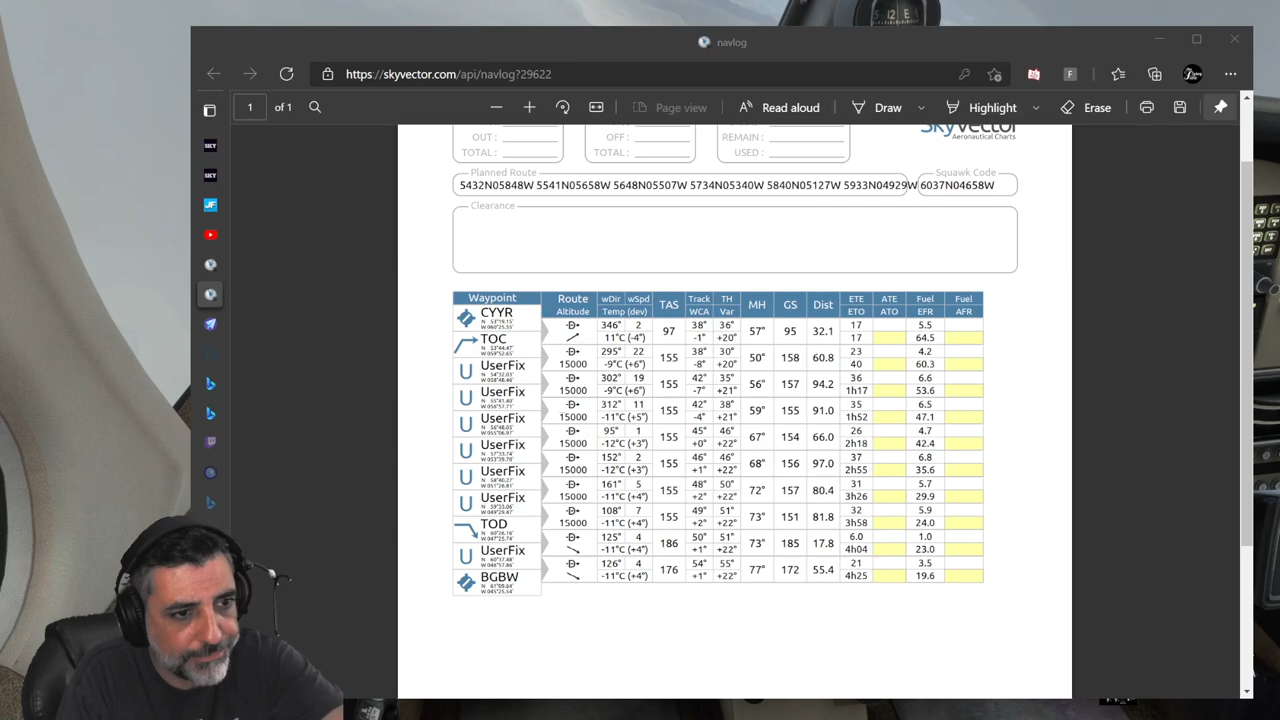 5 12 E
navlog
https://skyvector.com/api/navlog?29622
F
1 of 1 Page view Read aloud Draw Highlight Erase
SKY
SKY
JF
OUT : OFF : REMAIN : SkyVector
TOTAL : TOTAL : USED : Aeronautical Charts
Planned Route Squawk Code
5432N05848W 5541N05658W 5648N05507W 5734N05340W 5840N05127W 5933N04929W 6037N04658W
Clearance
Waypoint Route wDir wSpd TAS Track TH MH GS Dist ETE ATE Fuel Fuel
Altitude Temp (dev) WCA Var ETO ATO EFR AFR
CYYR 346° 2 97 38° 36° 57° 95 32.1 17 5.5
11°C (-4°) -1° +20° 17 64.5
TOC 295° 22 155 38° 30° 50° 158 60.8 23 4.2
15000 -9°C (+6°) -8° +20° 40 60.3
UserFix 302° 19 155 42° 35° 56° 157 94.2 36 6.6
15000 -9°C (+6°) -7° +21° 1h17 53.6
UserFix 312° 11 155 42° 38° 59° 155 91.0 35 6.5
15000 -11°C (+5°) -4° +21° 1h52 47.1
UserFix 95° 1 155 45° 46° 67° 154 66.0 26 4.7
15000 -12°C (+3°) +0° +22° 2h18 42.4
UserFix 152° 2 155 46° 46° 68° 156 97.0 37 6.8
15000 -12°C (+3°) +1° +22° 2h55 35.6
UserFix 161° 5 155 48° 50° 72° 157 80.4 31 5.7
15000 -11°C (+4°) +2° +22° 3h26 29.9
UserFix 108° 7 155 49° 51° 73° 151 81.8 32 5.9
15000 -11°C (+4°) +2° +22° 3h58 24.0
TOD 125° 4 186 50° 51° 73° 185 17.8 6.0 1.0
-11°C (+4°) +1° +22° 4h04 23.0
UserFix 126° 4 176 54° 55° 77° 172 55.4 21 3.5
-11°C (+4°) +1° +22° 4h25 19.6
BGBW